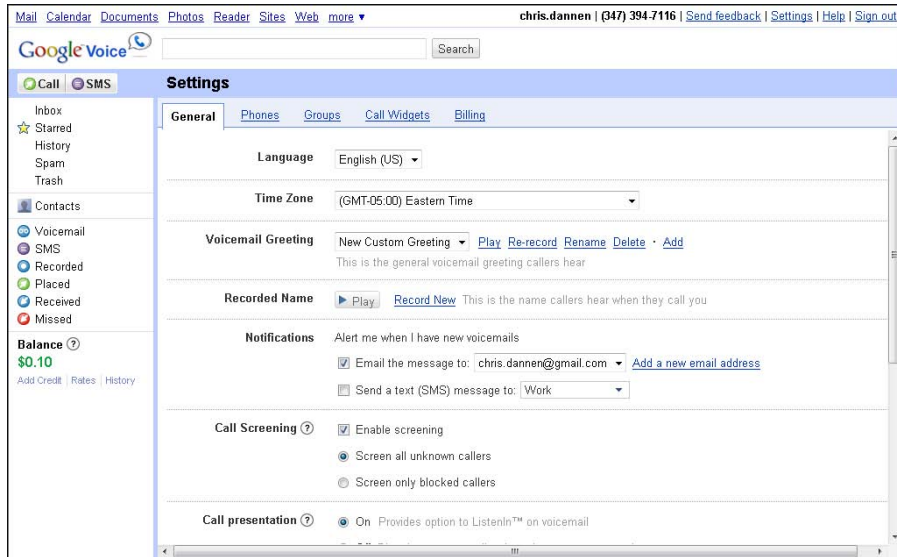 Mail Calendar Documents Photos Reader Sites Web more ▼ chris.dannen | (347) 394-7116 | Send feedback | Settings | Help | Sign out
Google Voice Search
Call SMS Settings
Inbox
Starred
History
Spam
Trash
Contacts
Voicemail
SMS
Recorded
Placed
Received
Missed
Balance ?
$0.10
Add Credit | Rates | History
General Phones Groups Call Widgets Billing
Language English (US)
Time Zone (GMT-05:00) Eastern Time
Voicemail Greeting New Custom Greeting Play Re-record Rename Delete · Add
This is the general voicemail greeting callers hear
Recorded Name Play Record New This is the name callers hear when they call you
Notifications Alert me when I have new voicemails
Email the message to: chris.dannen@gmail.com Add a new email address
Send a text (SMS) message to: Work
Call Screening ? Enable screening
Screen all unknown callers
Screen only blocked callers
Call presentation ? On Provides option to ListenIn™ on voicemail